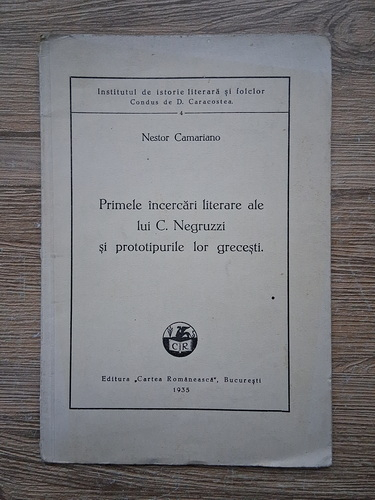 Institutul de istorie literară și folclor
Condus de D. Caracostea.
4
Nestor Camariano
Primele încercări literare ale
lui C. Negruzzi
și prototipurile lor grecești.
C R
Editura „Cartea Românească", București
1935